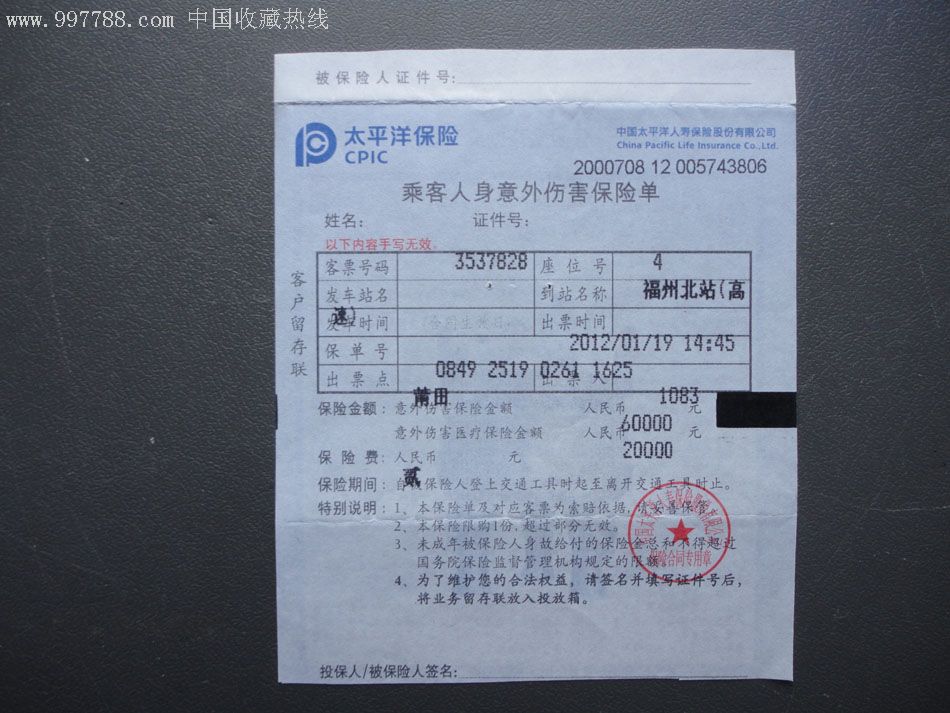 www.997788.com 中国收藏热线
被保险人证件号:
太平洋保险
CPIC
中国太平洋人寿保险股份有限公司
China Pacific Life Insurance Co., Ltd.
2000708 12 005743806
乘客人身意外伤害保险单
姓名: 证件号:
以下内容手写无效。
客户留存联
客票号码 3537828 座位号 4
发车站名 到站名称 福州北站(高
速)
发车时间 出票时间
2012/01/19 14:45
保单号
0849 2519 0261 1625
出票点 出票人
莆田 1083
保险金额: 意外伤害保险金额 人民币 元
60000
意外伤害医疗保险金额 人民币 元
20000
保险费: 人民币 元
贰
保险期间: 自被保险人登上交通工具时起至离开交通工具时止。
特别说明: 1、本保险单及对应客票为索赔依据,请妥善保管。
2、本保险限购1份,超过部分无效。
3、未成年被保险人身故给付的保险金总和不得超过
国务院保险监督管理机构规定的限额。
4、为了维护您的合法权益,请签名并填写证件号后,
将业务留存联放入投放箱。
保险合同专用章
投保人/被保险人签名: